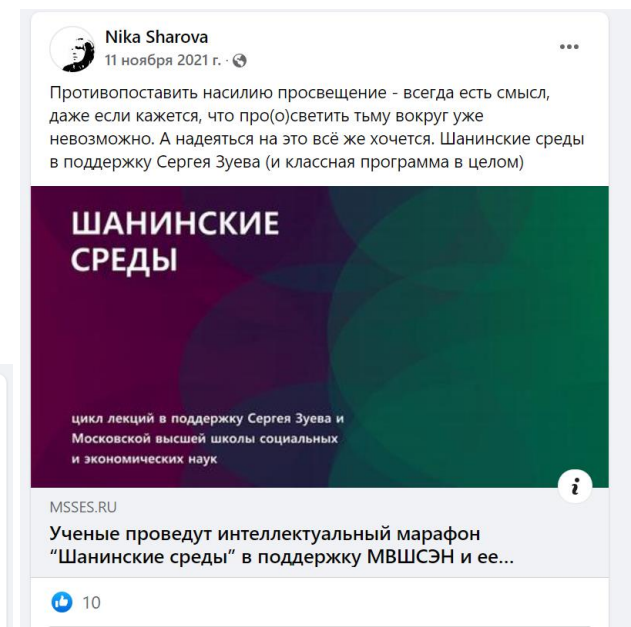 Nika Sharova
11 ноября 2021 г. ·
Противопоставить насилию просвещение - всегда есть смысл,
даже если кажется, что про(о)светить тьму вокруг уже
невозможно. А надеяться на это всё же хочется. Шанинские среды
в поддержку Сергея Зуева (и классная программа в целом)
ШАНИНСКИЕ
СРЕДЫ
цикл лекций в поддержку Сергея Зуева и
Московской высшей школы социальных
и экономических наук
MSSES.RU
Ученые проведут интеллектуальный марафон
“Шанинские среды” в поддержку МВШСЭН и ее...
10